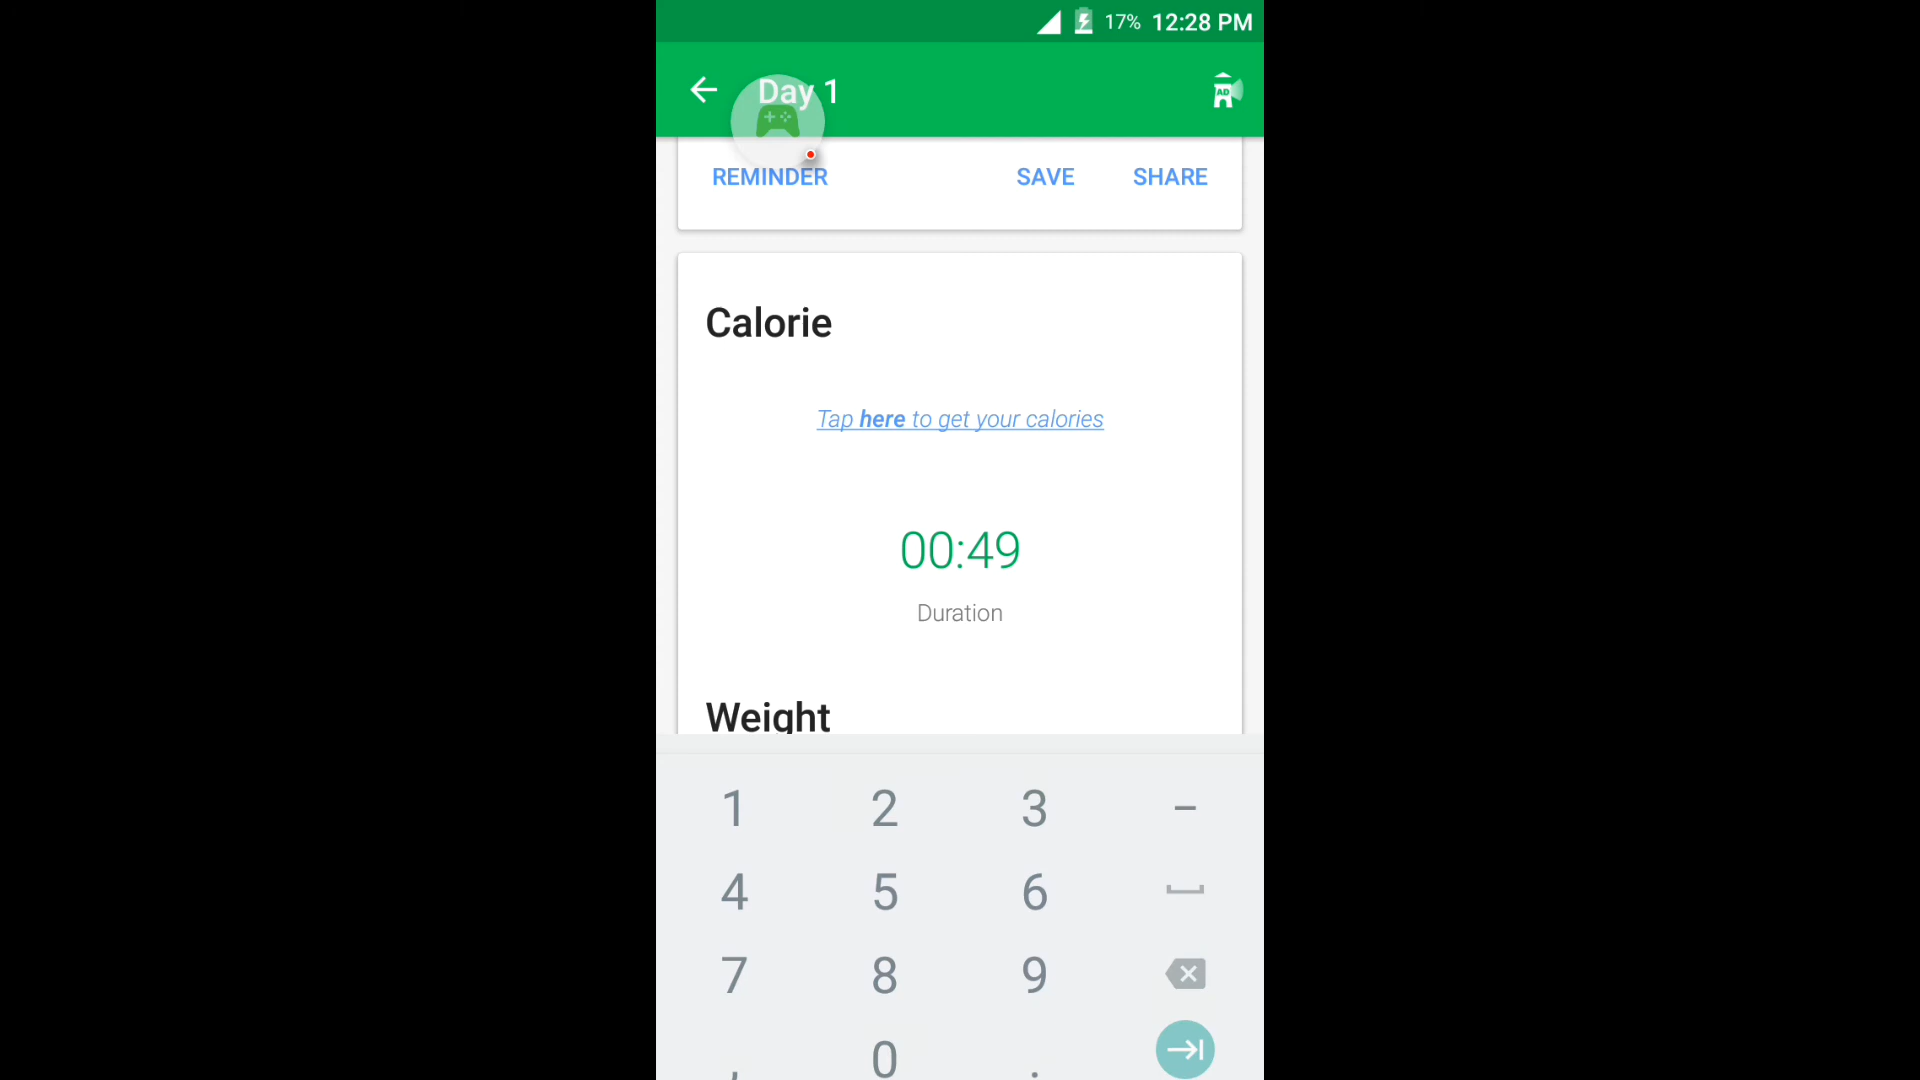 17% 12:28 PM
Day 1
AD
REMINDER SAVE SHARE
Calorie
Tap here to get your calories
00:49
Duration
Weight
1 2 3 -
4 5 6
7 8 9
, 0 .